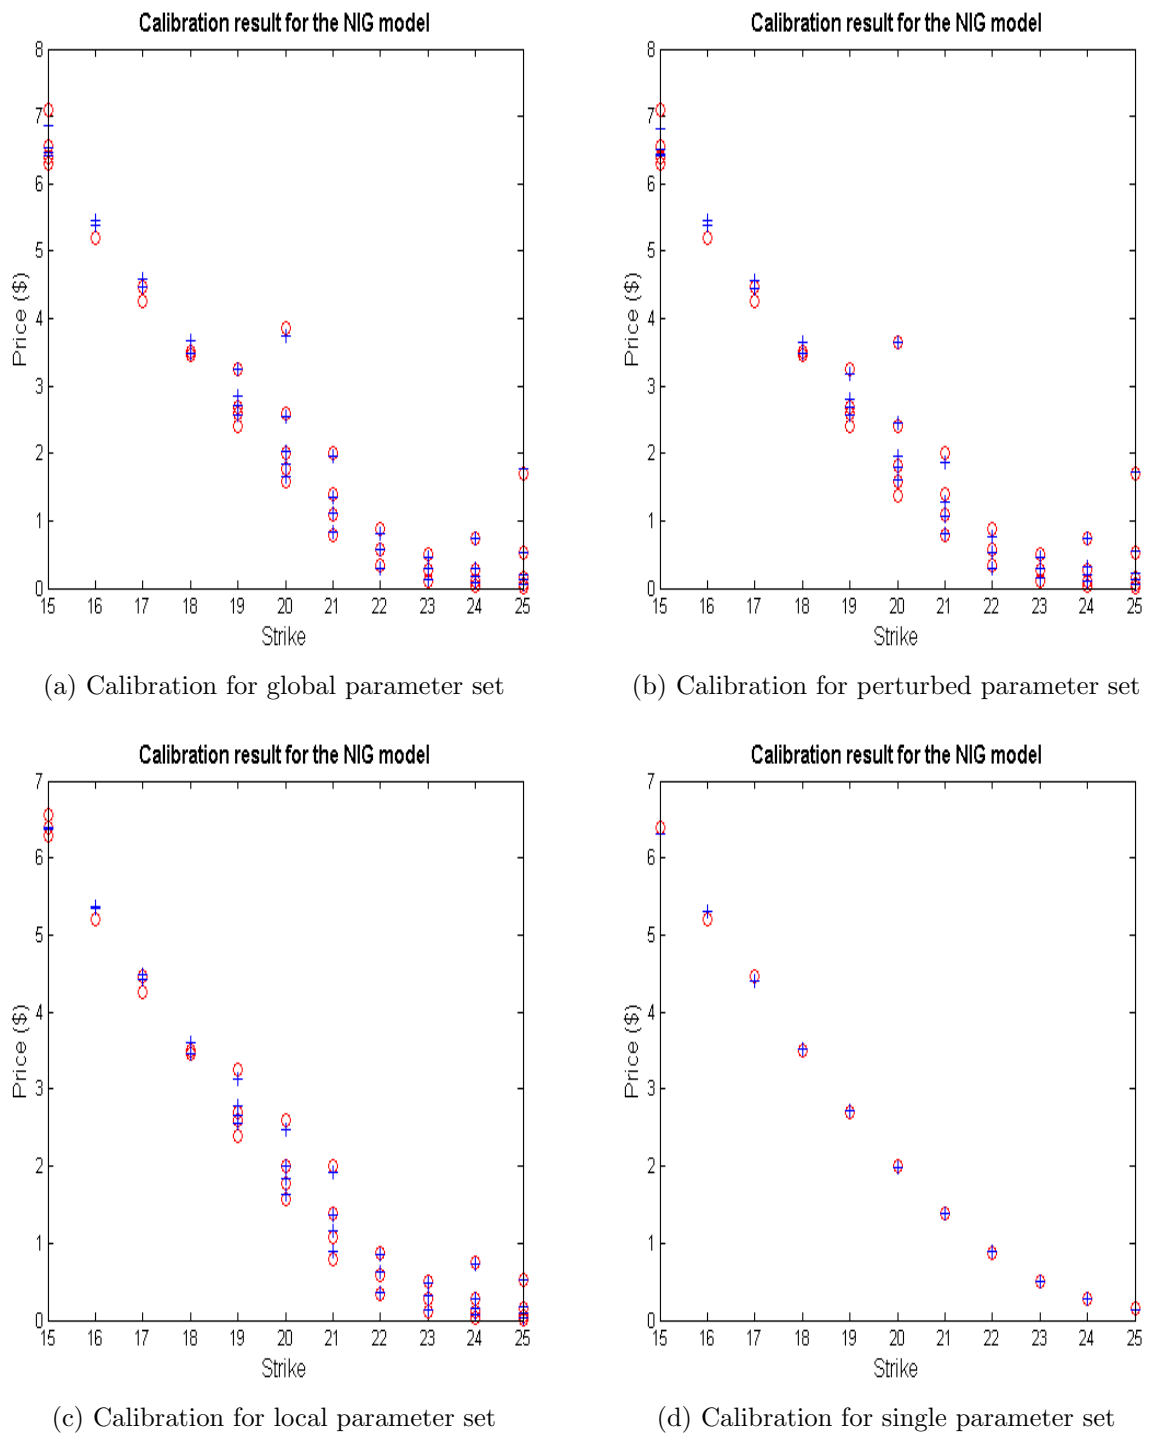 Calibration result for the NIG model
8
7
6
5
4
3
2
1
0
Price ($)
15 16 17 18 19 20 21 22 23 24 25
Strike
(a) Calibration for global parameter set
Calibration result for the NIG model
8
7
6
5
4
3
2
1
0
Price ($)
15 16 17 18 19 20 21 22 23 24 25
Strike
(b) Calibration for perturbed parameter set
Calibration result for the NIG model
7
6
5
4
3
2
1
0
Price ($)
15 16 17 18 19 20 21 22 23 24 25
Strike
(c) Calibration for local parameter set
Calibration result for the NIG model
7
6
5
4
3
2
1
0
Price ($)
15 16 17 18 19 20 21 22 23 24 25
Strike
(d) Calibration for single parameter set